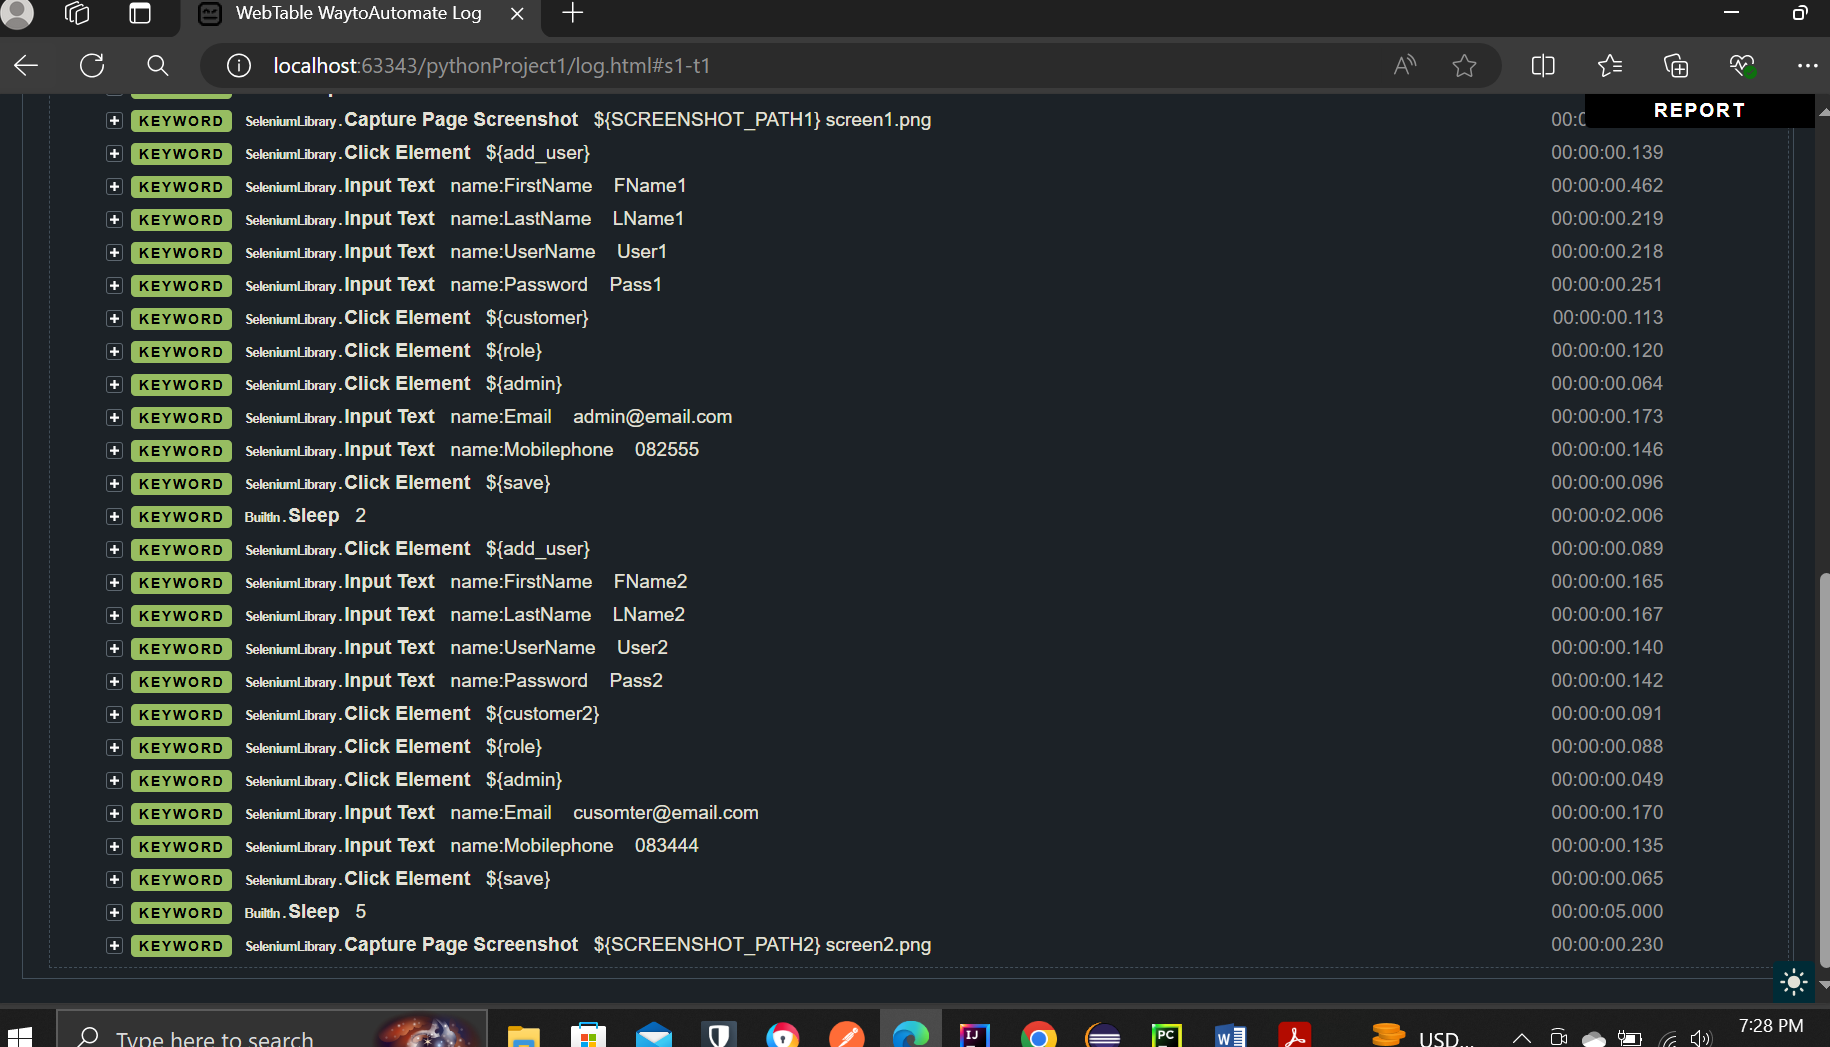 WebTable WaytoAutomate Log
localhost:63343/pythonProject1/log.html#s1-t1
REPORT
KEYWORD SeleniumLibrary.Capture Page Screenshot ${SCREENSHOT_PATH1} screen1.png 00:0
KEYWORD SeleniumLibrary.Click Element ${add_user} 00:00:00.139
KEYWORD SeleniumLibrary.Input Text name:FirstName FName1 00:00:00.462
KEYWORD SeleniumLibrary.Input Text name:LastName LName1 00:00:00.219
KEYWORD SeleniumLibrary.Input Text name:UserName User1 00:00:00.218
KEYWORD SeleniumLibrary.Input Text name:Password Pass1 00:00:00.251
KEYWORD SeleniumLibrary.Click Element ${customer} 00:00:00.113
KEYWORD SeleniumLibrary.Click Element ${role} 00:00:00.120
KEYWORD SeleniumLibrary.Click Element ${admin} 00:00:00.064
KEYWORD SeleniumLibrary.Input Text name:Email admin@email.com 00:00:00.173
KEYWORD SeleniumLibrary.Input Text name:Mobilephone 082555 00:00:00.146
KEYWORD SeleniumLibrary.Click Element ${save} 00:00:00.096
KEYWORD BuiltIn.Sleep 2 00:00:02.006
KEYWORD SeleniumLibrary.Click Element ${add_user} 00:00:00.089
KEYWORD SeleniumLibrary.Input Text name:FirstName FName2 00:00:00.165
KEYWORD SeleniumLibrary.Input Text name:LastName LName2 00:00:00.167
KEYWORD SeleniumLibrary.Input Text name:UserName User2 00:00:00.140
KEYWORD SeleniumLibrary.Input Text name:Password Pass2 00:00:00.142
KEYWORD SeleniumLibrary.Click Element ${customer2} 00:00:00.091
KEYWORD SeleniumLibrary.Click Element ${role} 00:00:00.088
KEYWORD SeleniumLibrary.Click Element ${admin} 00:00:00.049
KEYWORD SeleniumLibrary.Input Text name:Email cusomter@email.com 00:00:00.170
KEYWORD SeleniumLibrary.Input Text name:Mobilephone 083444 00:00:00.135
KEYWORD SeleniumLibrary.Click Element ${save} 00:00:00.065
KEYWORD BuiltIn.Sleep 5 00:00:05.000
KEYWORD SeleniumLibrary.Capture Page Screenshot ${SCREENSHOT_PATH2} screen2.png 00:00:00.230
Type here to search
IJ
PC
USD...
7:28 PM